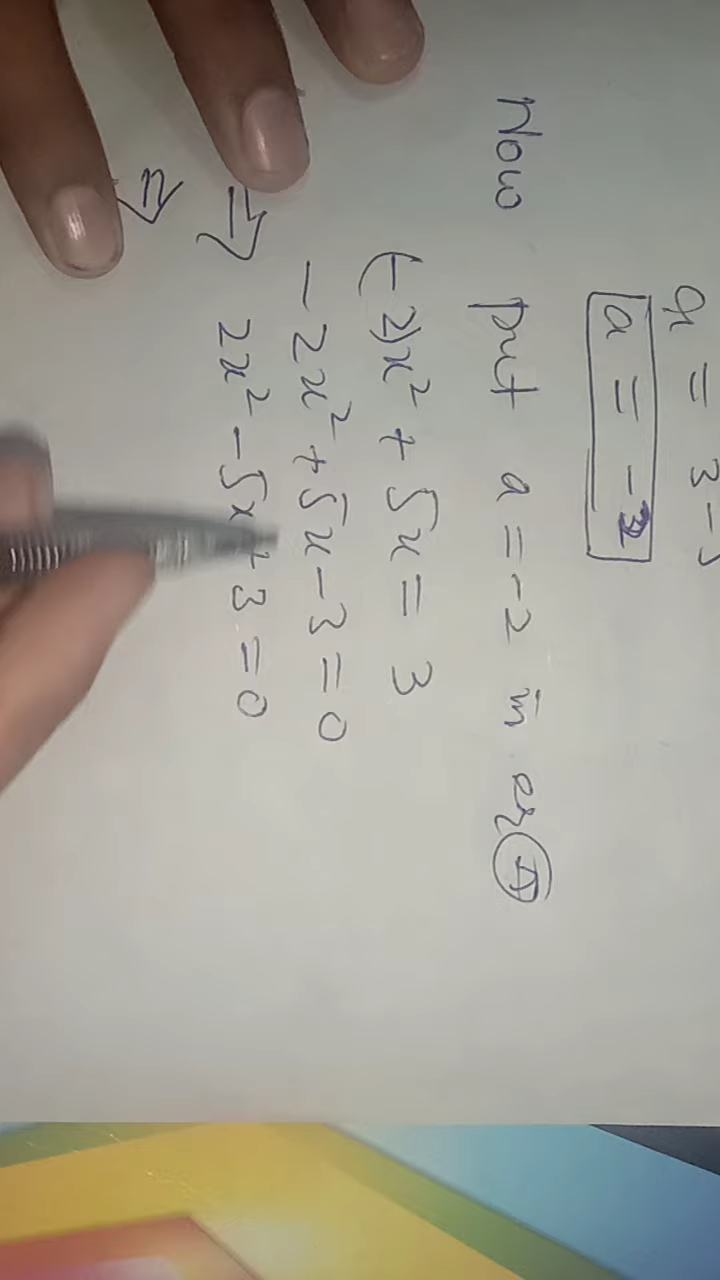 a = 3 -
a = -2
Now put a = -2 in eq (II)
(-2)x² + 5x = 3
- 2x² + 5x - 3 = 0
⇒ 2x² - 5x + 3 = 0
⇒